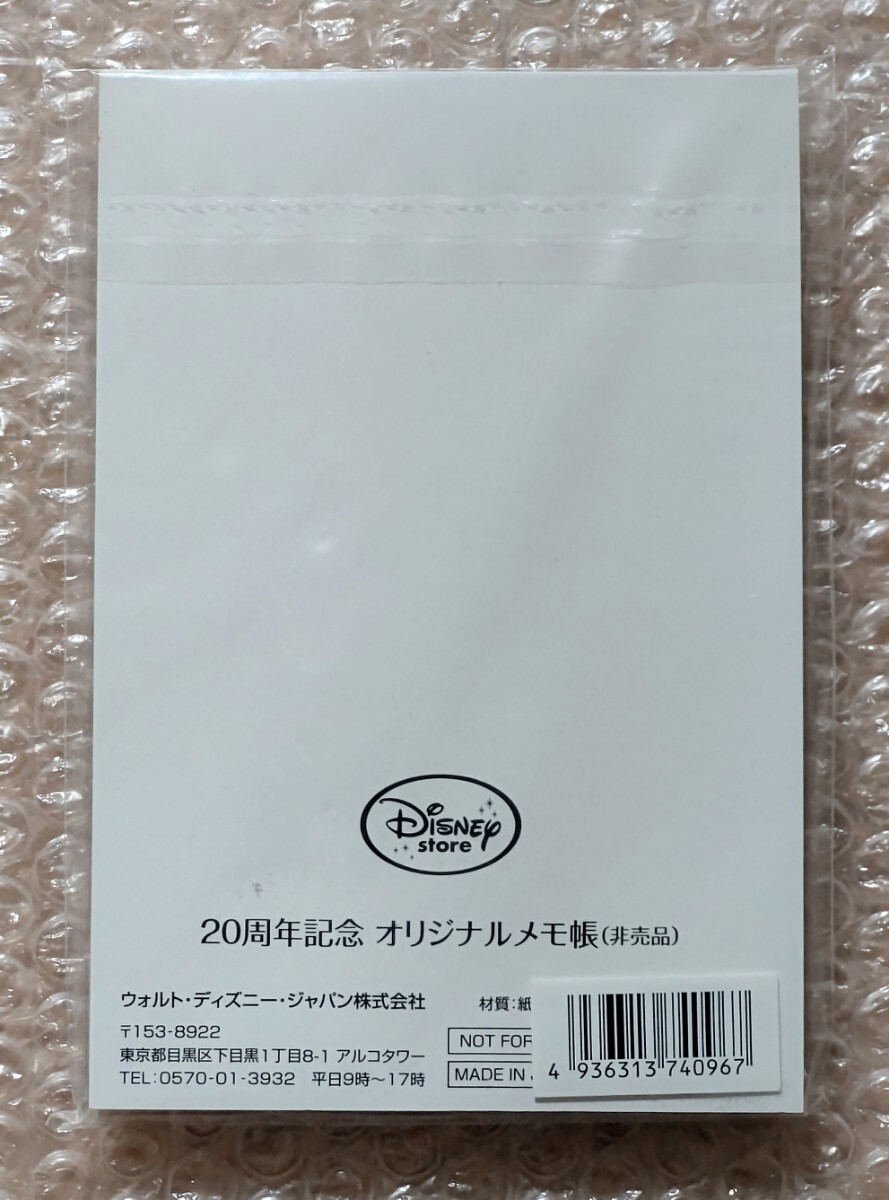 Disney
store
20周年記念 オリジナルメモ帳(非売品)
ウォルト・ディズニー・ジャパン株式会社
〒153-8922
東京都目黒区下目黒1丁目8-1 アルコタワー
TEL:0570-01-3932 平日9時～17時
材質:紙
NOT FOR
MADE IN
4 936313 740967